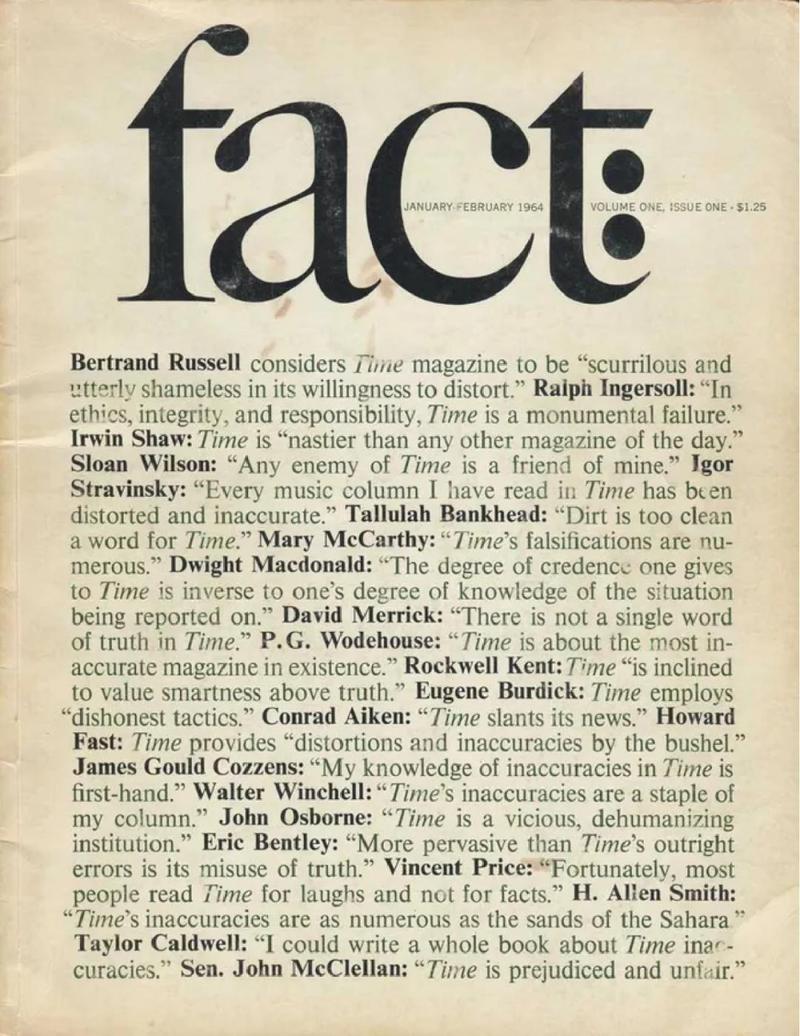 fact:
JANUARY-FEBRUARY 1964
VOLUME ONE, ISSUE ONE - $1.25
Bertrand Russell considers Time magazine to be “scurrilous and
utterly shameless in its willingness to distort.” Ralph Ingersoll: “In
ethics, integrity, and responsibility, Time is a monumental failure.”
Irwin Shaw: Time is “nastier than any other magazine of the day.”
Sloan Wilson: “Any enemy of Time is a friend of mine.” Igor
Stravinsky: “Every music column I have read in Time has been
distorted and inaccurate.” Tallulah Bankhead: “Dirt is too clean
a word for Time.” Mary McCarthy: “Time’s falsifications are nu-
merous.” Dwight Macdonald: “The degree of credence one gives
to Time is inverse to one’s degree of knowledge of the situation
being reported on.” David Merrick: “There is not a single word
of truth in Time.” P.G. Wodehouse: “Time is about the most in-
accurate magazine in existence.” Rockwell Kent: Time “is inclined
to value smartness above truth.” Eugene Burdick: Time employs
“dishonest tactics.” Conrad Aiken: “Time slants its news.” Howard
Fast: Time provides “distortions and inaccuracies by the bushel.”
James Gould Cozzens: “My knowledge of inaccuracies in Time is
first-hand.” Walter Winchell: “Time’s inaccuracies are a staple of
my column.” John Osborne: “Time is a vicious, dehumanizing
institution.” Eric Bentley: “More pervasive than Time’s outright
errors is its misuse of truth.” Vincent Price: “Fortunately, most
people read Time for laughs and not for facts.” H. Allen Smith:
“Time’s inaccuracies are as numerous as the sands of the Sahara”
Taylor Caldwell: “I could write a whole book about Time inac-
curacies.” Sen. John McClellan: “Time is prejudiced and unfair.”